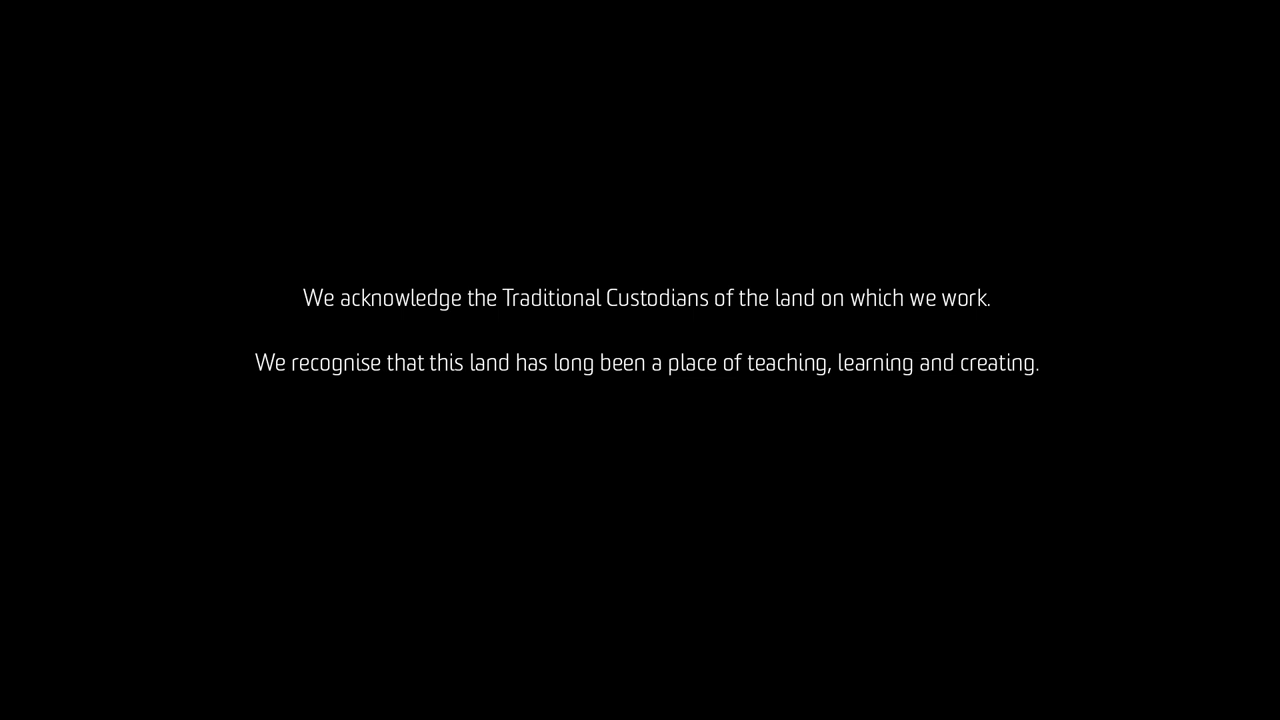 We acknowledge the Traditional Custodians of the land on which we work.
We recognise that this land has long been a place of teaching, learning and creating.